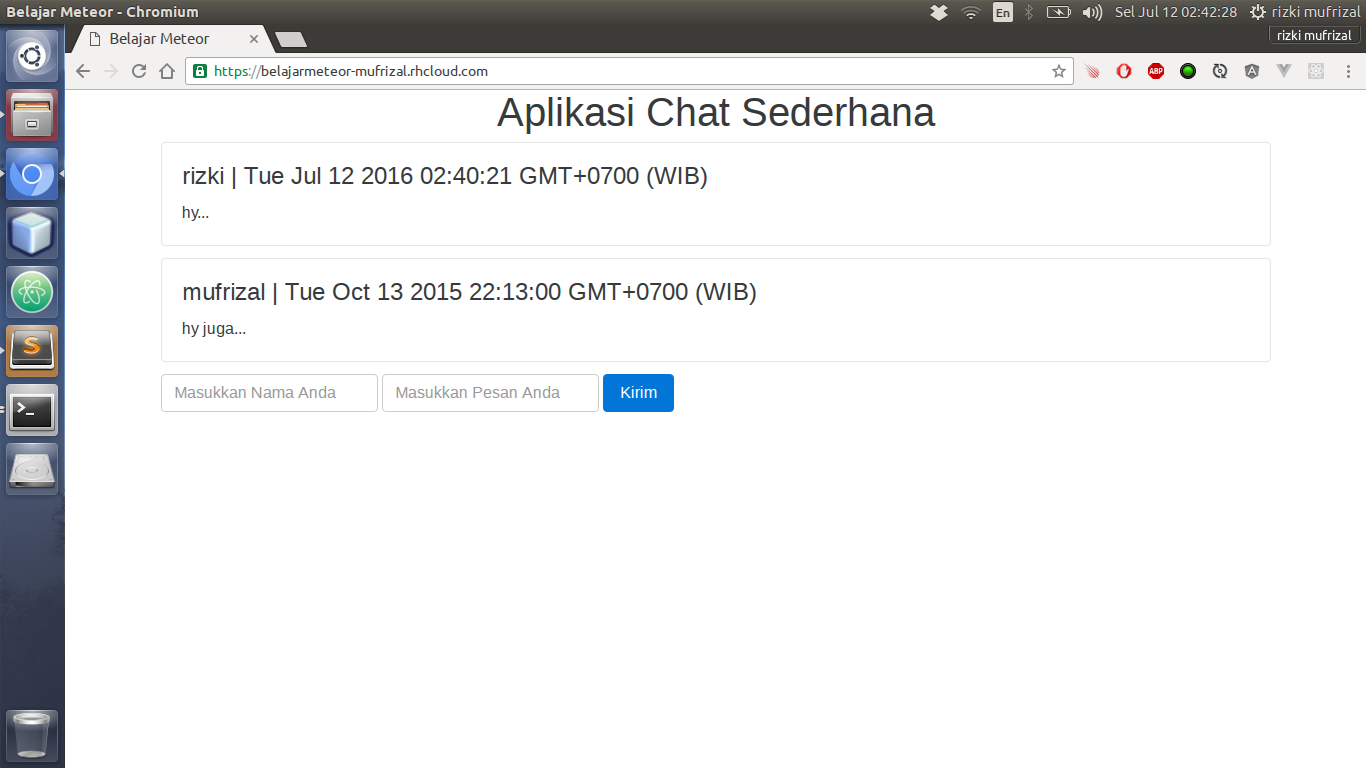 Belajar Meteor - Chromium
En
Sel Jul 12 02:42:28
rizki mufrizal
Belajar Meteor
rizki mufrizal
https://belajarmeteor-mufrizal.rhcloud.com
ABP
Aplikasi Chat Sederhana
rizki | Tue Jul 12 2016 02:40:21 GMT+0700 (WIB)
hy...
mufrizal | Tue Oct 13 2015 22:13:00 GMT+0700 (WIB)
hy juga...
Masukkan Nama Anda
Masukkan Pesan Anda
Kirim